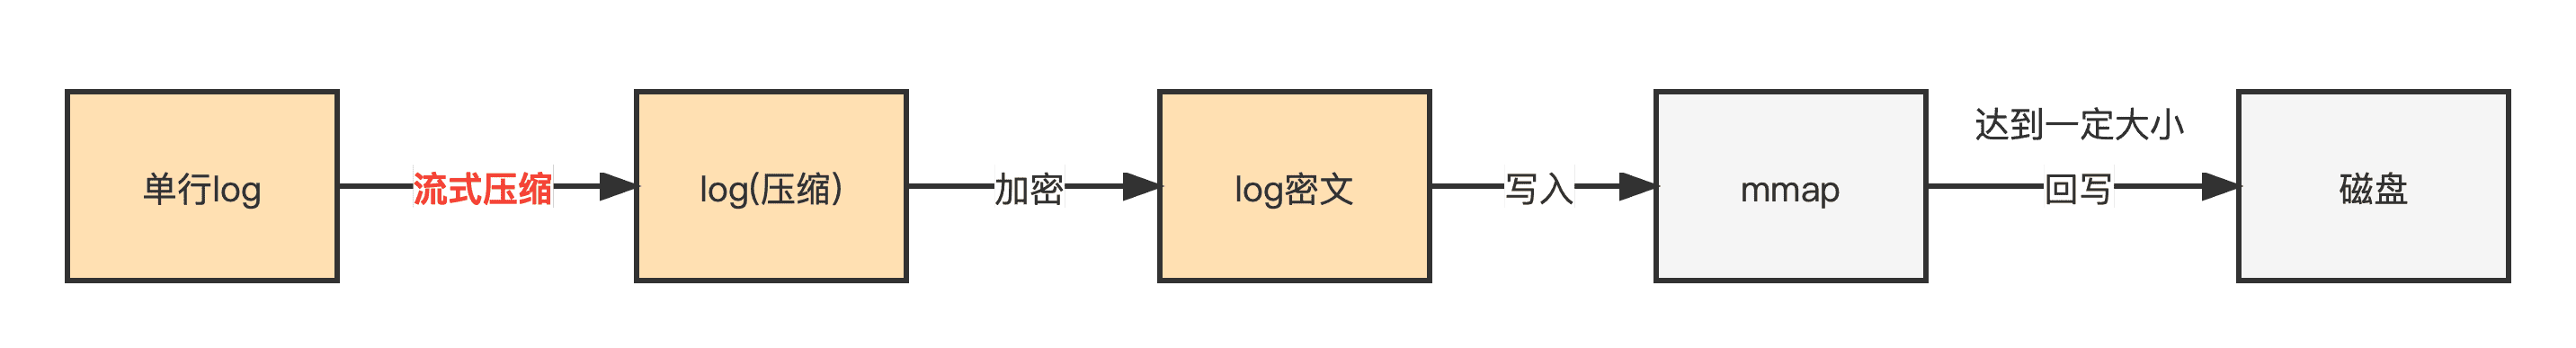 单行log
流式压缩
log(压缩)
加密
log密文
写入
mmap
达到一定大小
回写
磁盘